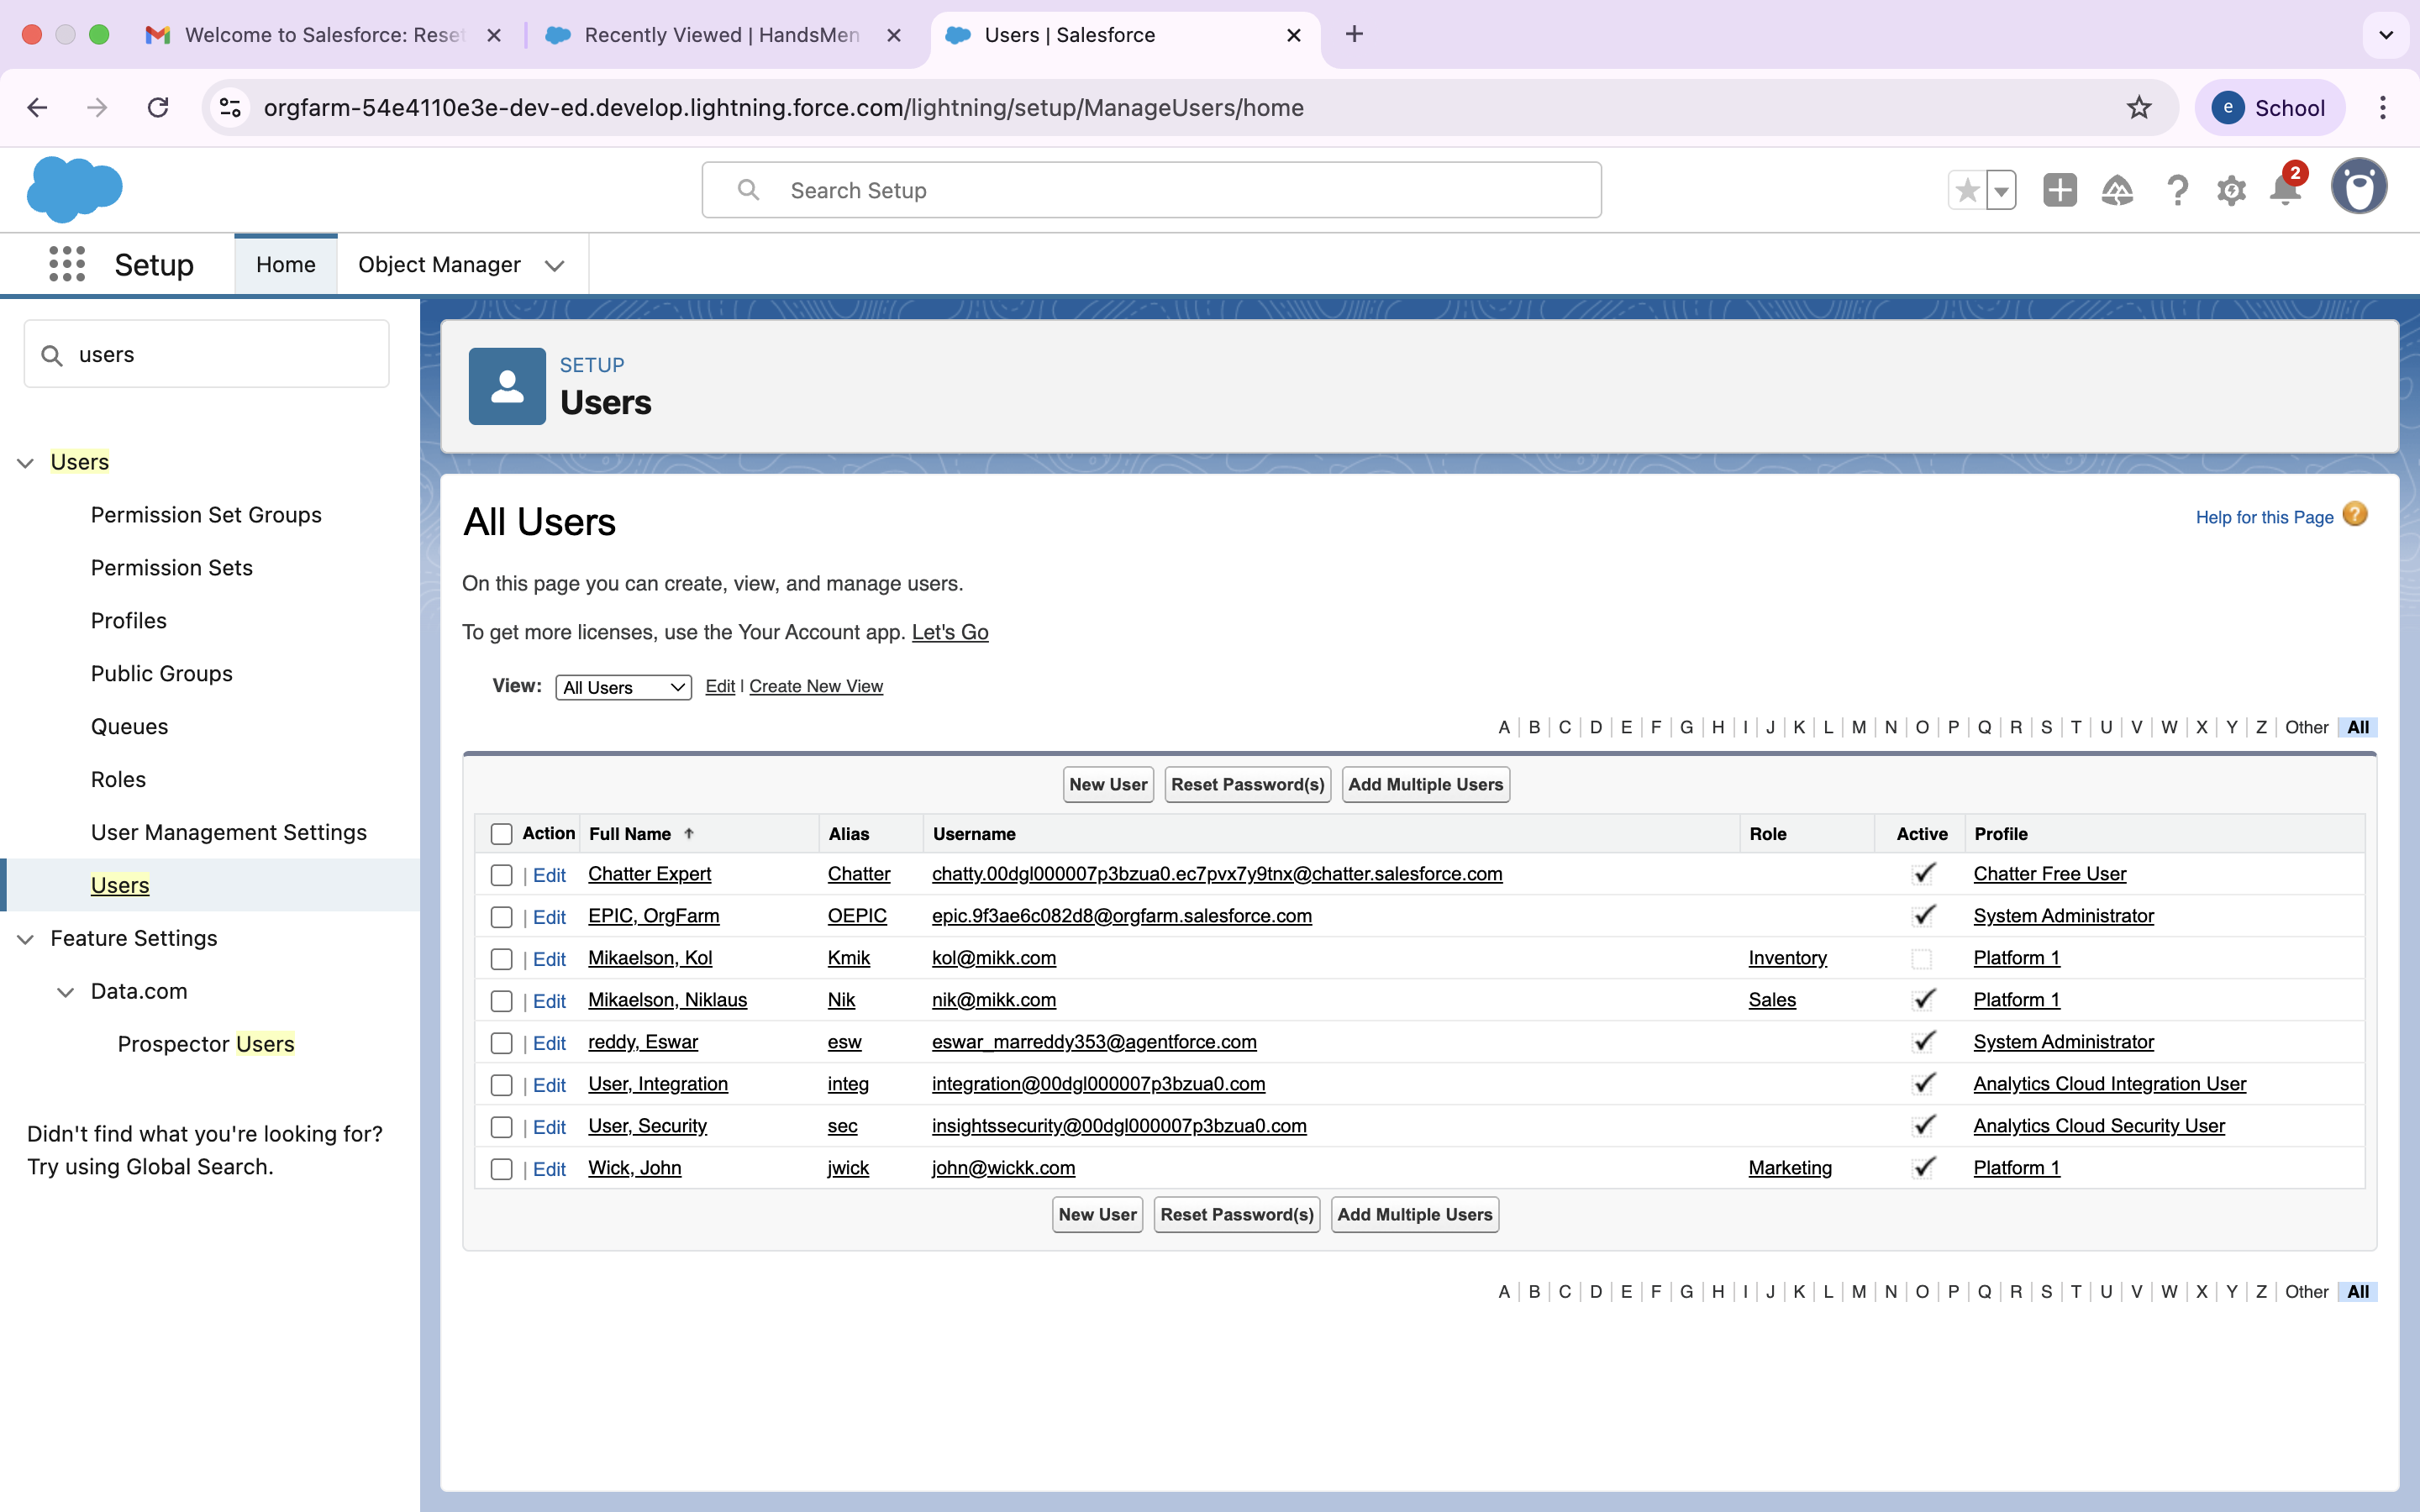 Welcome to Salesforce: Reset
Recently Viewed | HandsMen
Users | Salesforce
orgfarm-54e4110e3e-dev-ed.develop.lightning.force.com/lightning/setup/ManageUsers/home
e School
Search Setup
2
Setup Home Object Manager
users
Users
Permission Set Groups
Permission Sets
Profiles
Public Groups
Queues
Roles
User Management Settings
Users
Feature Settings
Data.com
Prospector Users
Didn't find what you're looking for?
Try using Global Search.
SETUP
Users
All Users
Help for this Page ?
On this page you can create, view, and manage users.
To get more licenses, use the Your Account app. Let's Go
View: All Users Edit | Create New View
A | B | C | D | E | F | G | H | I | J | K | L | M | N | O | P | Q | R | S | T | U | V | W | X | Y | Z | Other All
New User Reset Password(s) Add Multiple Users
Action Full Name ↑ Alias Username Role Active Profile
| Edit Chatter Expert Chatter chatty.00dgl000007p3bzua0.ec7pvx7y9tnx@chatter.salesforce.com Chatter Free User
| Edit EPIC, OrgFarm OEPIC epic.9f3ae6c082d8@orgfarm.salesforce.com System Administrator
| Edit Mikaelson, Kol Kmik kol@mikk.com Inventory Platform 1
| Edit Mikaelson, Niklaus Nik nik@mikk.com Sales Platform 1
| Edit reddy, Eswar esw eswar_marreddy353@agentforce.com System Administrator
| Edit User, Integration integ integration@00dgl000007p3bzua0.com Analytics Cloud Integration User
| Edit User, Security sec insightssecurity@00dgl000007p3bzua0.com Analytics Cloud Security User
| Edit Wick, John jwick john@wickk.com Marketing Platform 1
New User Reset Password(s) Add Multiple Users
A | B | C | D | E | F | G | H | I | J | K | L | M | N | O | P | Q | R | S | T | U | V | W | X | Y | Z | Other All